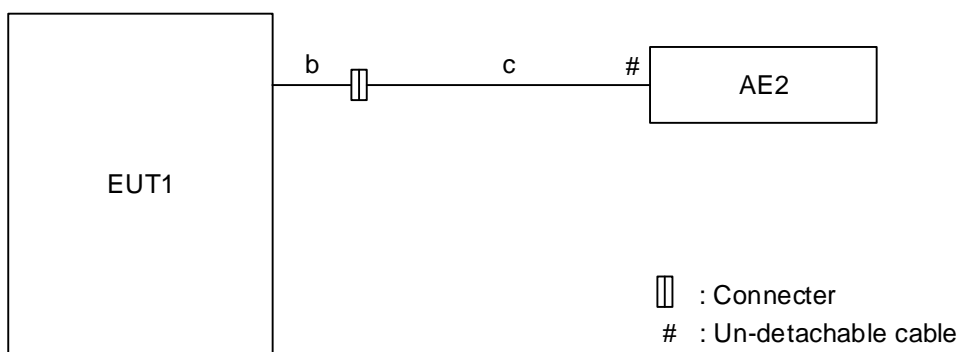 b
c
#
AE2
EUT1
: Connecter
# : Un-detachable cable